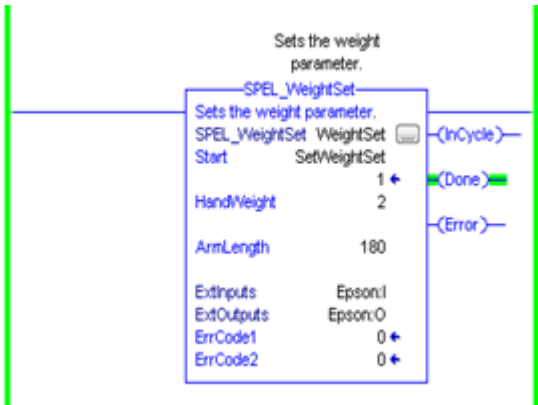 Sets the weight
parameter.
SPEL_WeightSet
Sets the weight parameter.
SPEL_WeightSet WeightSet ... (InCycle)
Start SetWeightSet
1 (Done)
HandWeight 2
(Error)
ArmLength 180
ExtInputs Epson:I
ExtOutputs Epson:O
ErrCode1 0
ErrCode2 0